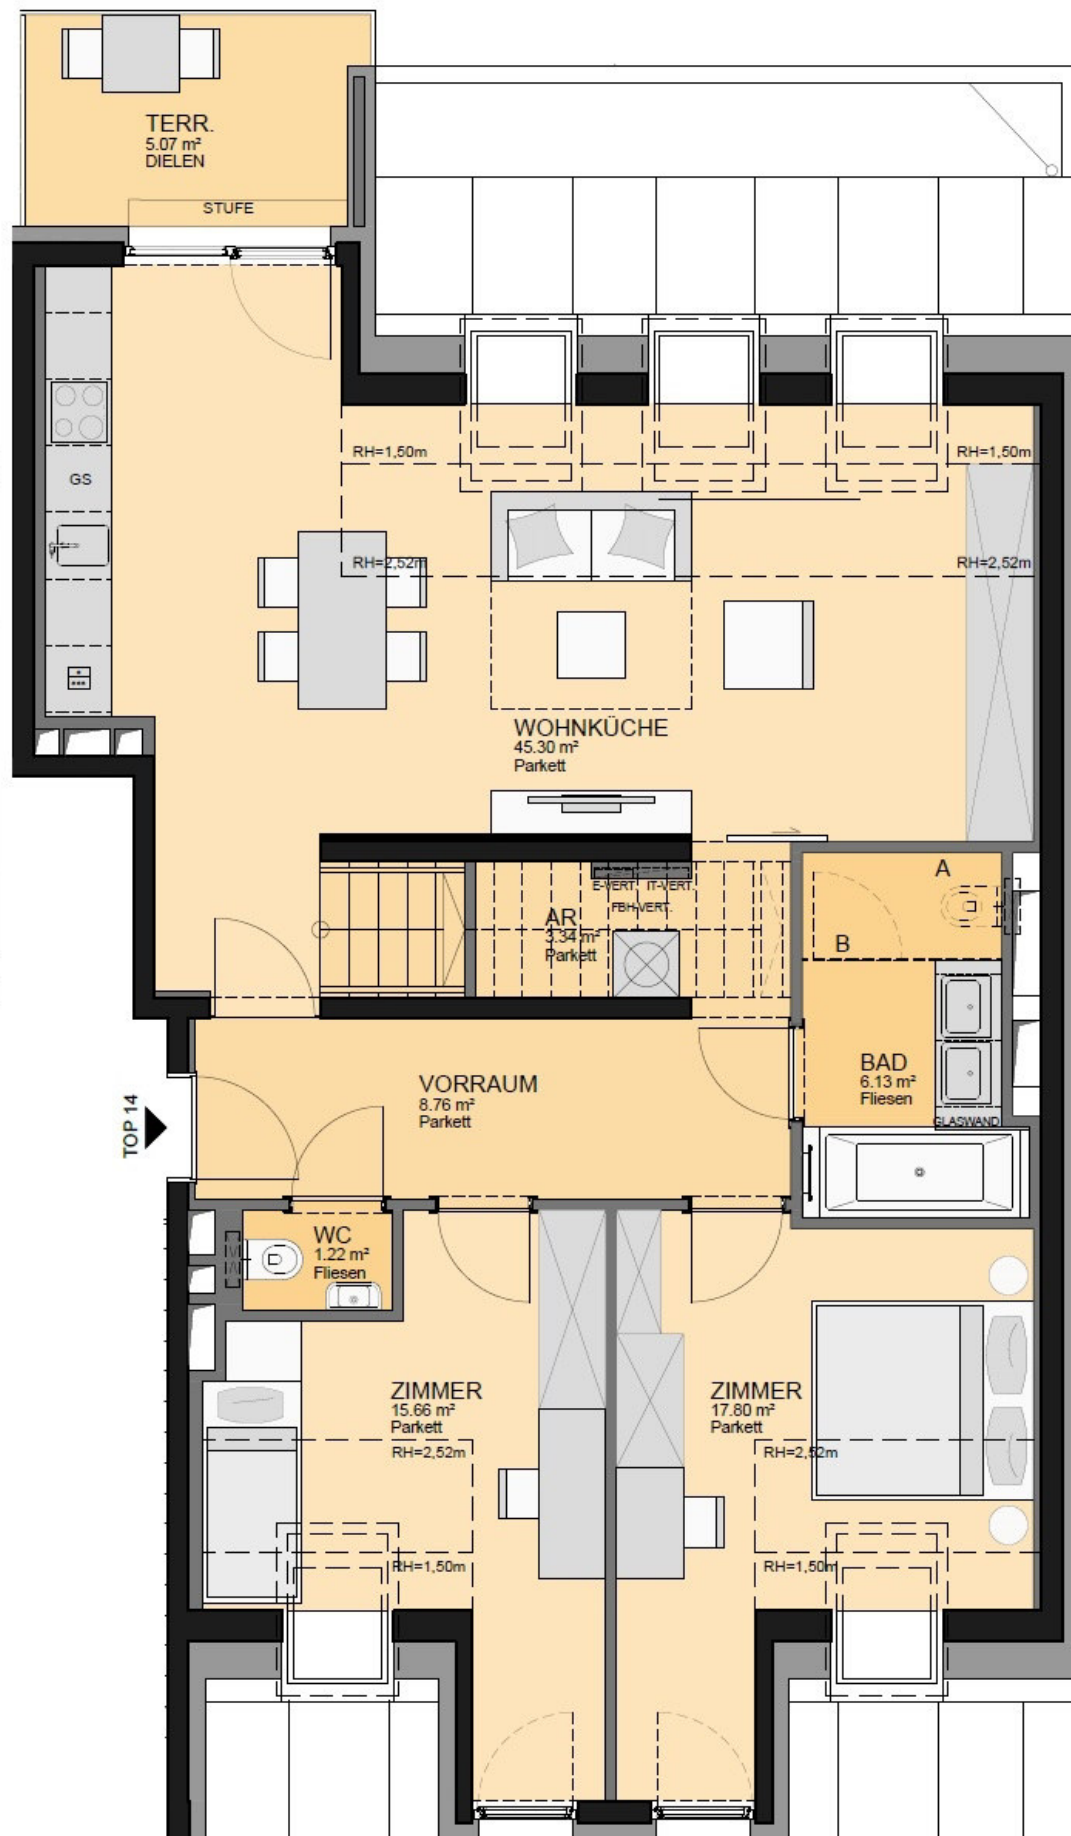 TERR.
5.07 m²
DIELEN
STUFE
RH=1,50m
RH=1,50m
GS
RH=2,52m
RH=2,52m
WOHNKÜCHE
45.30 m²
Parkett
E-VERT. IT-VERT.
FBH-VERT.
AR
3.34 m²
Parkett
A
B
BAD
6.13 m²
Fliesen
GLASWAND
VORRAUM
8.76 m²
Parkett
TOP 14
WC
1.22 m²
Fliesen
ZIMMER
15.66 m²
Parkett
ZIMMER
17.80 m²
Parkett
RH=2,52m
RH=2,52m
RH=1,50m
RH=1,50m